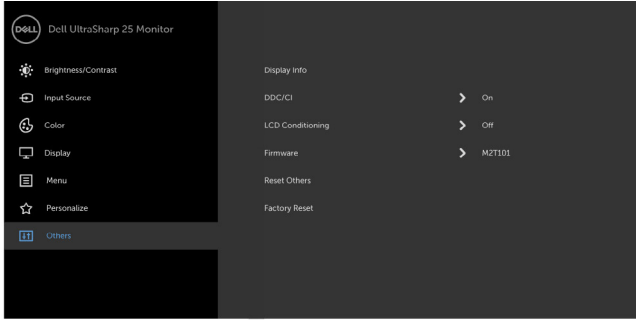 DELL
Dell UltraSharp 25 Monitor
Brightness/Contrast
Display Info
Input Source
DDC/CI
On
Color
LCD Conditioning
Off
Display
Firmware
M2T101
Menu
Reset Others
Personalize
Factory Reset
Others